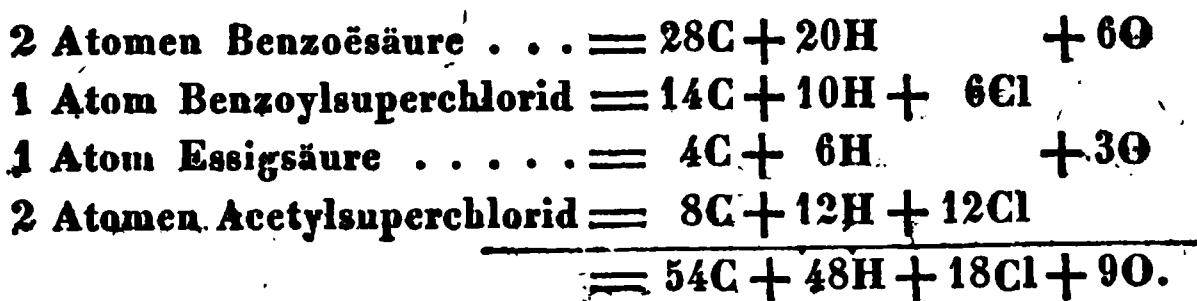 2 Atomen Benzoësäure . . . = 28C + 20H + 6O
1 Atom Benzoylsuperchlorid = 14C + 10H + 6Cl
1 Atom Essigsäure . . . . . = 4C + 6H + 3O
2 Atomen Acetylsuperchlorid = 8C + 12H + 12Cl
= 54C + 48H + 18Cl + 9O.